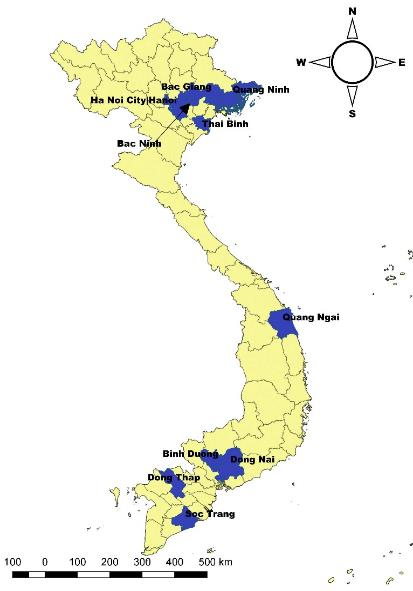 N
W E
S
Bac Giang
Quang Ninh
Ha Noi City|Hanoi
Thai Binh
Bac Ninh
Quang Ngai
Binh Duong
Dong Nai
Dong Thap
Soc Trang
100 0 100 200 300 400 500 km